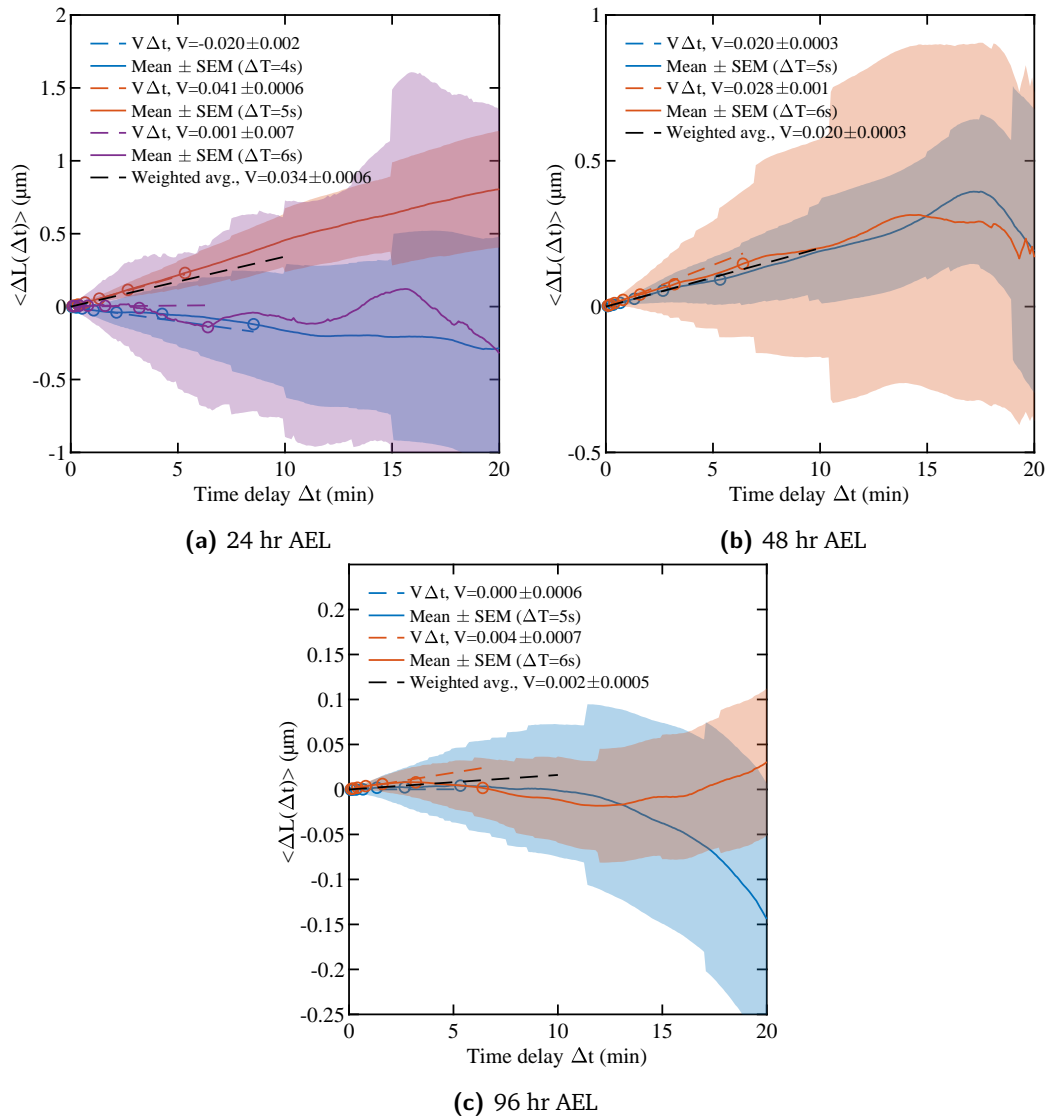 2
1.5
1
0.5
0
-0.5
-1
<ΔL(Δt)> (μm)
V Δt, V=-0.020±0.002
Mean ± SEM (ΔT=4s)
V Δt, V=0.041±0.0006
Mean ± SEM (ΔT=5s)
V Δt, V=0.001±0.007
Mean ± SEM (ΔT=6s)
Weighted avg., V=0.034±0.0006
0 5 10 15 20
Time delay Δt (min)
(a) 24 hr AEL
1
0.5
0
-0.5
<ΔL(Δt)> (μm)
V Δt, V=0.020±0.0003
Mean ± SEM (ΔT=5s)
V Δt, V=0.028±0.001
Mean ± SEM (ΔT=6s)
Weighted avg., V=0.020±0.0003
0 5 10 15 20
Time delay Δt (min)
(b) 48 hr AEL
0.2
0.15
0.1
0.05
0
-0.05
-0.1
-0.15
-0.2
-0.25
<ΔL(Δt)> (μm)
V Δt, V=0.000±0.0006
Mean ± SEM (ΔT=5s)
V Δt, V=0.004±0.0007
Mean ± SEM (ΔT=6s)
Weighted avg., V=0.002±0.0005
0 5 10 15 20
Time delay Δt (min)
(c) 96 hr AEL